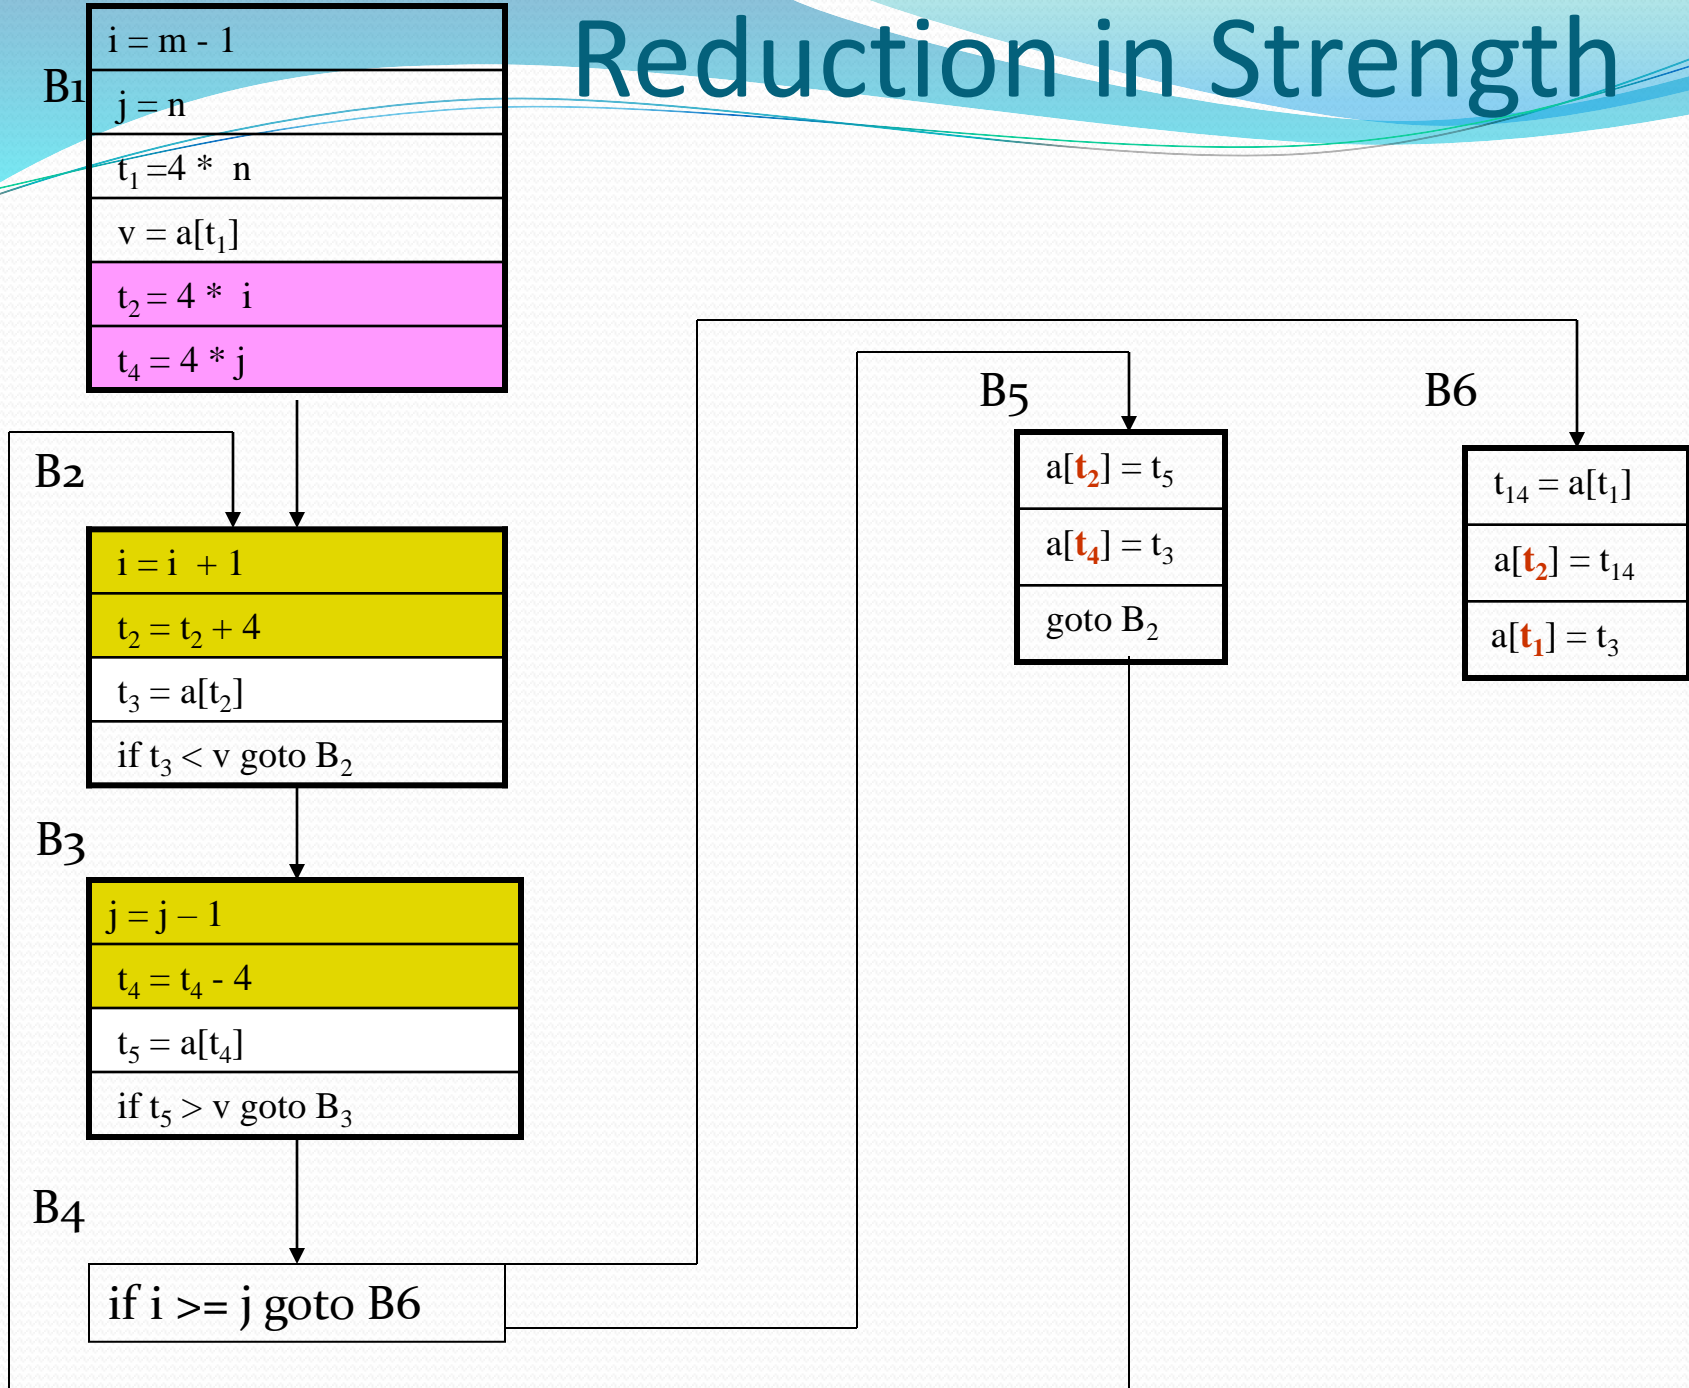 Reduction in Strength
B1
i = m - 1
j = n
t₁ =4 * n
v = a[t₁]
t₂ = 4 * i
t₄ = 4 * j
B2
i = i + 1
t₂ = t₂ + 4
t₃ = a[t₂]
if t₃ < v goto B₂
B3
j = j – 1
t₄ = t₄ - 4
t₅ = a[t₄]
if t₅ > v goto B₃
B4
if i >= j goto B6
B5
a[t₂] = t₅
a[t₄] = t₃
goto B₂
B6
t₁₄ = a[t₁]
a[t₂] = t₁₄
a[t₁] = t₃